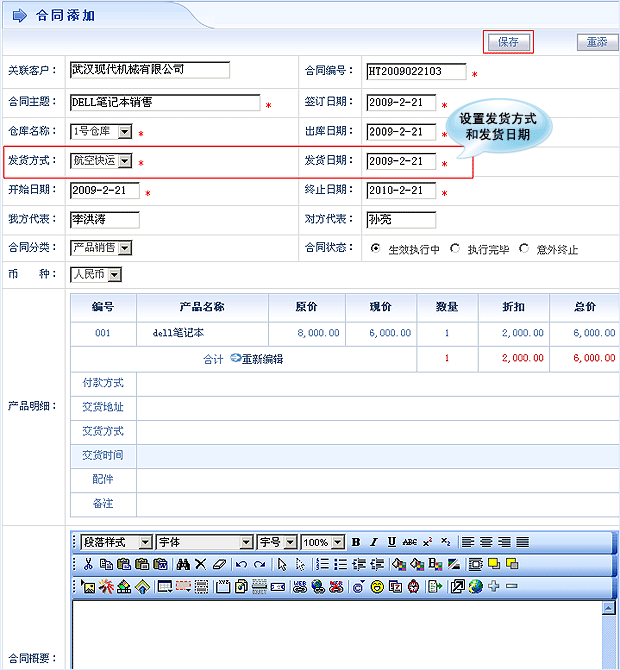 合同添加
保存 重添
关联客户： 武汉现代机械有限公司 合同编号： HT2009022103 *
合同主题： DELL笔记本销售 * 签订日期： 2009-2-21 *
仓库名称： 1号仓库 * 出库日期： 2009-2-21 *
设置发货方式
和发货日期
发货方式： 航空快运 * 发货日期： 2009-2-21 *
开始日期： 2009-2-21 * 终止日期： 2010-2-21 *
我方代表： 李洪涛 对方代表： 孙亮
合同分类： 产品销售 合同状态： 生效执行中 执行完毕 意外终止
币 种： 人民币
产品明细：
编号 产品名称 原价 现价 数量 折扣 总价
001 dell笔记本 8,000.00 6,000.00 1 2,000.00 6,000.00
合计 重新编辑 1 2,000.00 6,000.00
付款方式
交货地址
交货方式
交货时间
配件
备注
段落样式 字体 字号 100% B I U ABC x² x₂
合同概要：